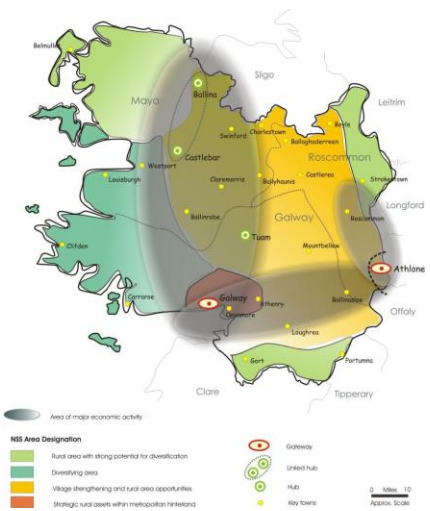 Belmullet
Sligo
Ballina
Mayo
Leitrim
Charlestown
Boyle
Swinford
Ballaghaderreen
Castlebar
Roscommon
Westport
Ballyhaunis
Castlerea
Strokestown
Louisburgh
Claremorris
Longford
Ballinrobe
Galway
Roscommon
Tuam
Clifden
Mountbellew
Athlone
Galway
Ballinasloe
Carraroe
Athenry
Oranmore
Offaly
Loughrea
Gort
Portumna
Clare
Tipperary
Area of major economic activity
NSS Area Designation
Rural area with strong potential for diversification
Diversifying area
Village strengthening and rural area opportunities
Strategic rural assets within metropolitan hinterland
Gateway
Linked hub
Hub
Key towns
0 Miles 10
Approx. Scale